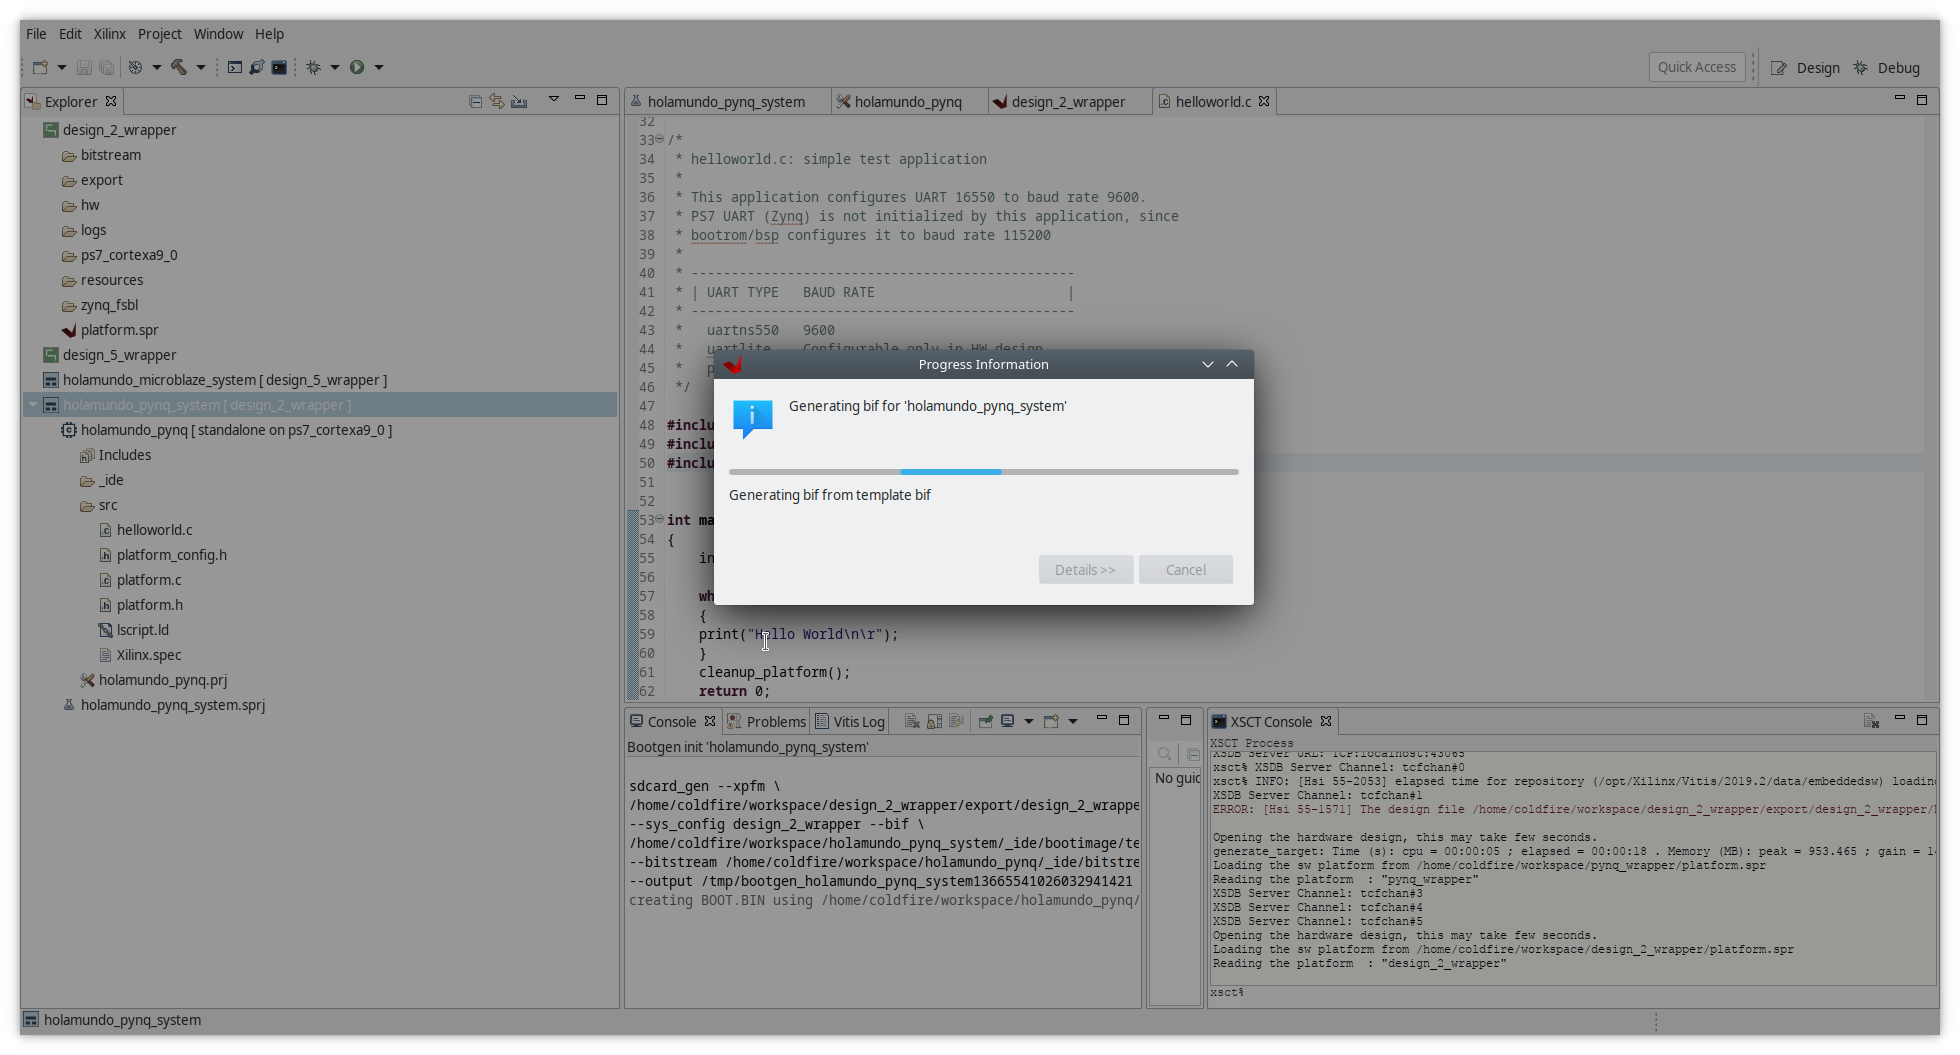 File Edit Xilinx Project Window Help
Quick Access
Design
Debug
Explorer
design_2_wrapper
bitstream
export
hw
logs
ps7_cortexa9_0
resources
zynq_fsbl
platform.spr
design_5_wrapper
holamundo_microblaze_system [ design_5_wrapper ]
holamundo_pynq_system [ design_2_wrapper ]
holamundo_pynq [ standalone on ps7_cortexa9_0 ]
Includes
_ide
src
helloworld.c
platform_config.h
platform.c
platform.h
lscript.ld
Xilinx.spec
holamundo_pynq.prj
holamundo_pynq_system.sprj
holamundo_pynq_system
holamundo_pynq
design_2_wrapper
helloworld.c
32
33 /*
34 * helloworld.c: simple test application
35 *
36 * This application configures UART 16550 to baud rate 9600.
37 * PS7 UART (Zynq) is not initialized by this application, since
38 * bootrom/bsp configures it to baud rate 115200
39 *
40 * ------------------------------------------------
41 * | UART TYPE   BAUD RATE                        |
42 * ------------------------------------------------
43 *   uartns550   9600
44 *   uartlite    Configurable only in HW design
45 *   p
46 */
47
48 #inclu
49 #inclu
50 #inclu
51
52
53 int ma
54 {
55 in
56
57 wh
58 {
59 print("Hello World\n\r");
60 }
61 cleanup_platform();
62 return 0;
Progress Information
Generating bif for 'holamundo_pynq_system'
Generating bif from template bif
Details >>
Cancel
Console
Problems
Vitis Log
Bootgen init 'holamundo_pynq_system'
sdcard_gen --xpfm \
/home/coldfire/workspace/design_2_wrapper/export/design_2_wrappe
--sys_config design_2_wrapper --bif \
/home/coldfire/workspace/holamundo_pynq_system/_ide/bootimage/te
--bitstream /home/coldfire/workspace/holamundo_pynq/_ide/bitstre
--output /tmp/bootgen_holamundo_pynq_system13665541026032941421
creating BOOT.BIN using /home/coldfire/workspace/holamundo_pynq/
No guid
XSCT Console
XSCT Process
XSDB Server URL: TCP:localhost:43065
xsct% XSDB Server Channel: tcfchan#0
xsct% INFO: [Hsi 55-2053] elapsed time for repository (/opt/Xilinx/Vitis/2019.2/data/embeddedsw) loadin
XSDB Server Channel: tcfchan#1
ERROR: [Hsi 55-1571] The design file /home/coldfire/workspace/design_2_wrapper/export/design_2_wrapper/
Opening the hardware design, this may take few seconds.
generate_target: Time (s): cpu = 00:00:05 ; elapsed = 00:00:18 . Memory (MB): peak = 953.465 ; gain = 1
Loading the sw platform from /home/coldfire/workspace/pynq_wrapper/platform.spr
Reading the platform  : "pynq_wrapper"
XSDB Server Channel: tcfchan#3
XSDB Server Channel: tcfchan#4
XSDB Server Channel: tcfchan#5
Opening the hardware design, this may take few seconds.
Loading the sw platform from /home/coldfire/workspace/design_2_wrapper/platform.spr
Reading the platform  : "design_2_wrapper"
xsct%
holamundo_pynq_system